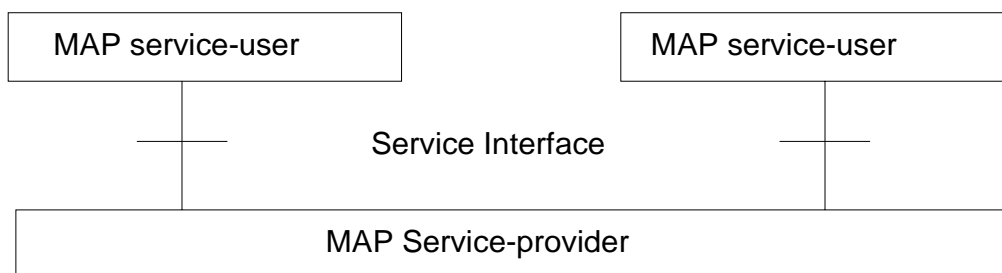 MAP service-user
MAP service-user
Service Interface
MAP Service-provider